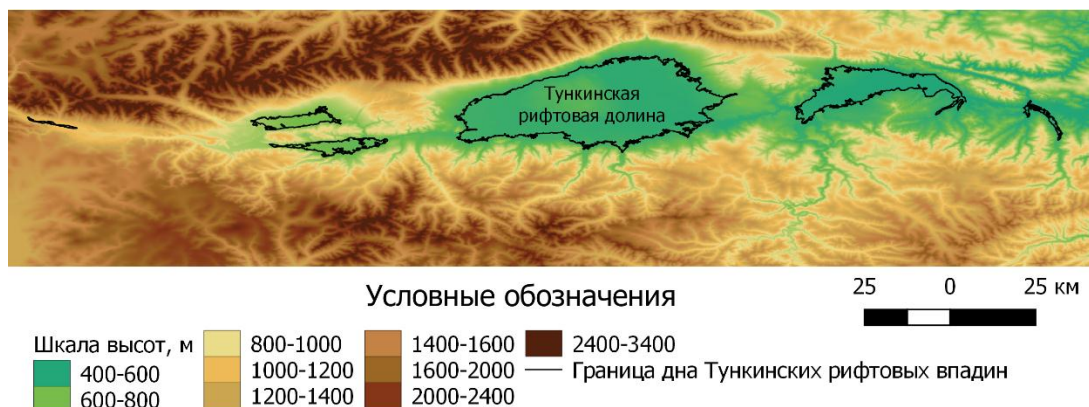 Тункинская
рифтовая долина
Условные обозначения
25 0 25 км
Шкала высот, м
400-600
600-800
800-1000
1000-1200
1200-1400
1400-1600
1600-2000
2000-2400
2400-3400
Граница дна Тункинских рифтовых впадин